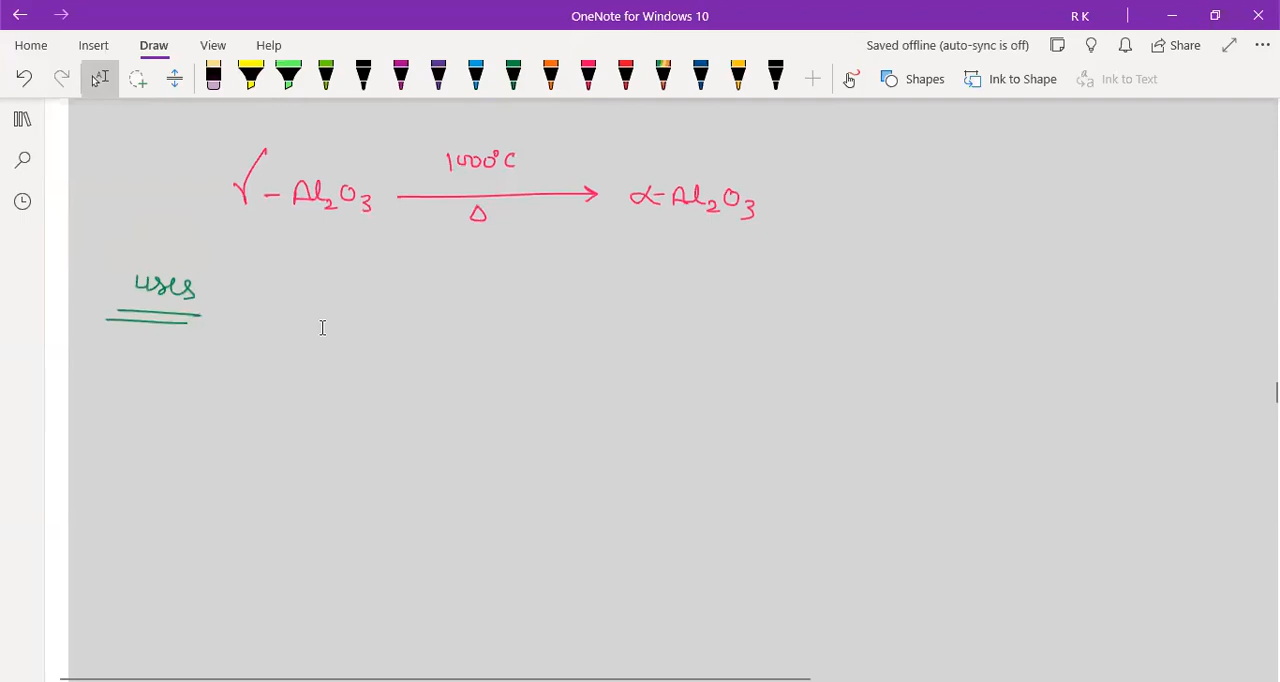 OneNote for Windows 10
R K
Home Insert Draw View Help
Saved offline (auto-sync is off) Share
Shapes Ink to Shape Ink to Text
1000°C
γ - Al₂O₃ → α - Al₂O₃
Δ
uses